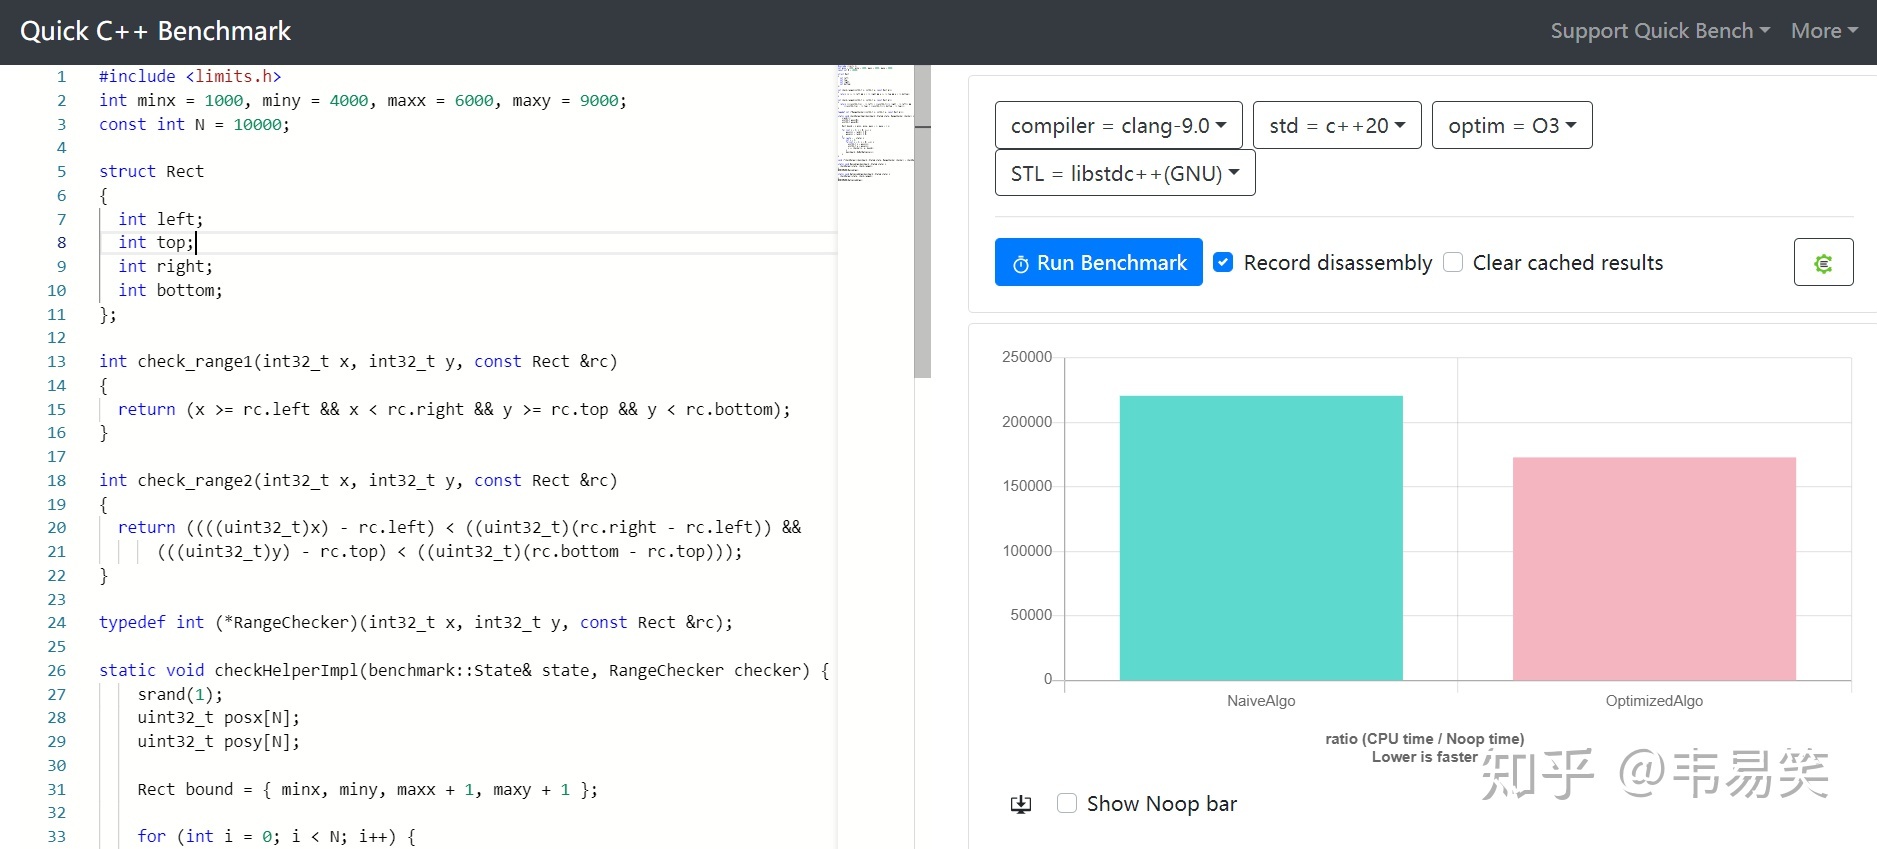 Quick C++ Benchmark
Support Quick Bench
More
1 #include <limits.h>
2 int minx = 1000, miny = 4000, maxx = 6000, maxy = 9000;
3 const int N = 10000;
4
5 struct Rect
6 {
7 int left;
8 int top;
9 int right;
10 int bottom;
11 };
12
13 int check_range1(int32_t x, int32_t y, const Rect &rc)
14 {
15 return (x >= rc.left && x < rc.right && y >= rc.top && y < rc.bottom);
16 }
17
18 int check_range2(int32_t x, int32_t y, const Rect &rc)
19 {
20 return ((((uint32_t)x) - rc.left) < ((uint32_t)(rc.right - rc.left)) &&
21 (((uint32_t)y) - rc.top) < ((uint32_t)(rc.bottom - rc.top)));
22 }
23
24 typedef int (*RangeChecker)(int32_t x, int32_t y, const Rect &rc);
25
26 static void checkHelperImpl(benchmark::State& state, RangeChecker checker) {
27 srand(1);
28 uint32_t posx[N];
29 uint32_t posy[N];
30
31 Rect bound = { minx, miny, maxx + 1, maxy + 1 };
32
33 for (int i = 0; i < N; i++) {
compiler = clang-9.0
std = c++20
optim = O3
STL = libstdc++(GNU)
Run Benchmark
Record disassembly
Clear cached results
250000
200000
150000
100000
50000
0
NaiveAlgo
OptimizedAlgo
ratio (CPU time / Noop time)
Lower is faster
Show Noop bar
知乎 @韦易笑